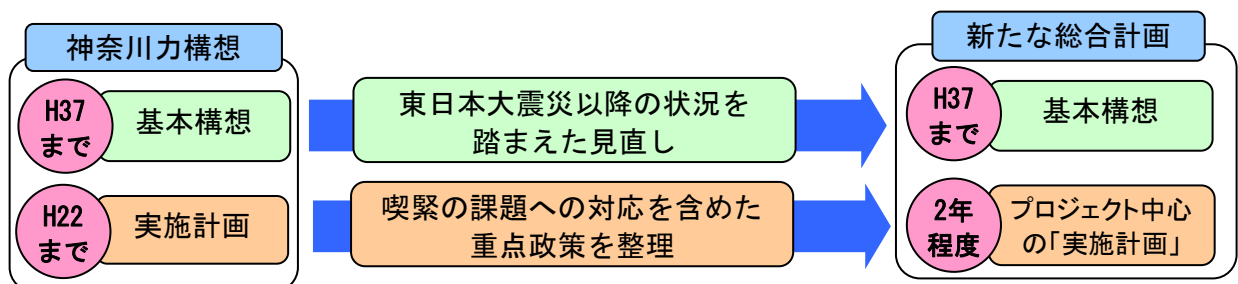 神奈川力構想
H37
まで
基本構想
H22
まで
実施計画
東日本大震災以降の状況を
踏まえた見直し
喫緊の課題への対応を含めた
重点政策を整理
新たな総合計画
H37
まで
基本構想
2年
程度
プロジェクト中心
の「実施計画」